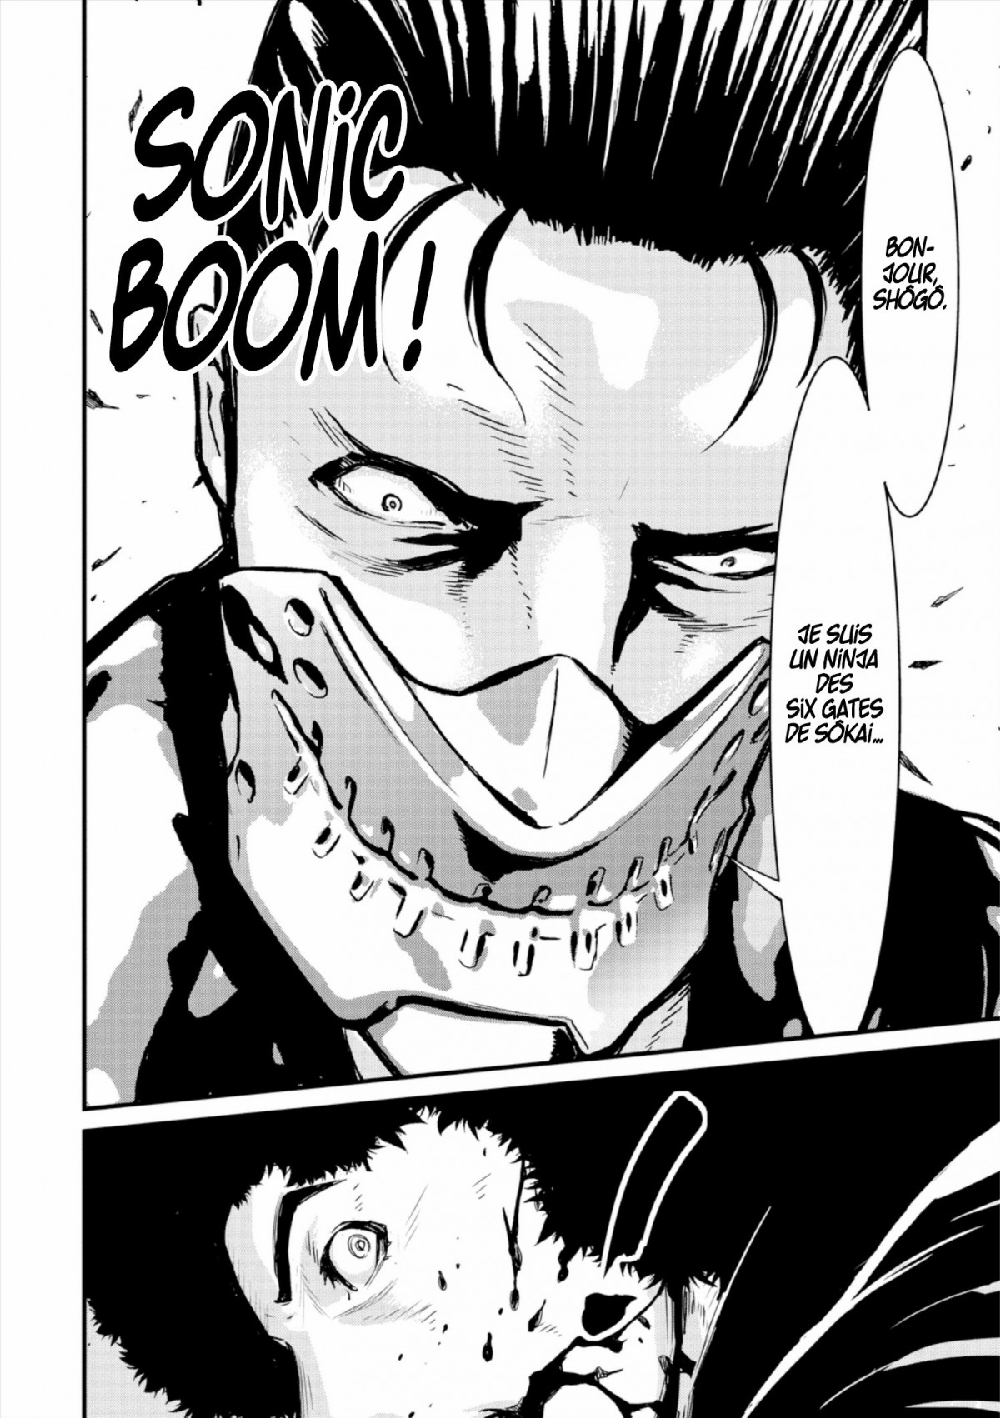 BON-
JOUR,
SHÔGÔ.
JE SUIS
UN NINJA
DES
SIX GATES
DE SÔKAI...
SONIC
BOOM !